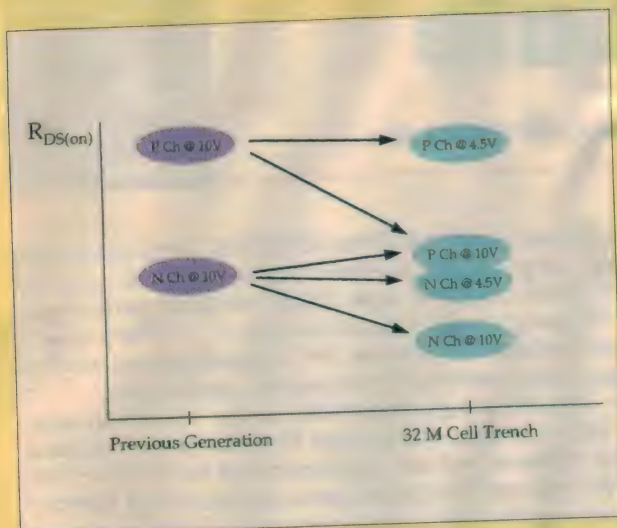 R_DS(on)
P Ch @ 10V
P Ch @ 4.5V
P Ch @ 10V
N Ch @ 10V
N Ch @ 4.5V
N Ch @ 10V
Previous Generation
32 M Cell Trench